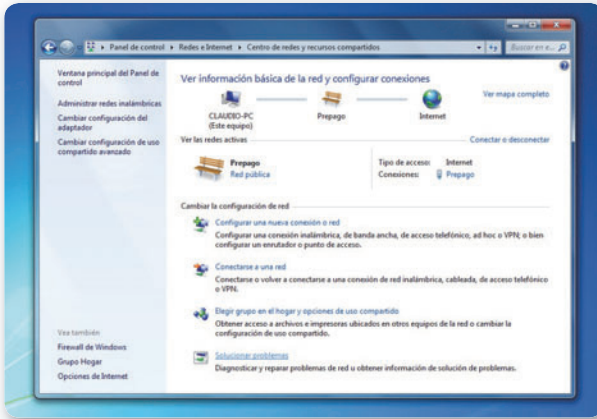 Panel de control ▸ Redes e Internet ▸ Centro de redes y recursos compartidos
Ventana principal del Panel de
control
Administrar redes inalámbricas
Cambiar configuración del
adaptador
Cambiar configuración de uso
compartido avanzado
Vea también
Firewall de Windows
Grupo Hogar
Opciones de Internet
Ver información básica de la red y configurar conexiones
Ver mapa completo
CLAUDIO-PC
(Este equipo)
Prepago
Internet
Ver las redes activas
Conectar o desconectar
Prepago
Red pública
Tipo de acceso: Internet
Conexiones: Prepago
Cambiar la configuración de red
Configurar una nueva conexión o red
Configurar una conexión inalámbrica, de banda ancha, de acceso telefónico, ad hoc o VPN; o bien
configurar un enrutador o punto de acceso.
Conectarse a una red
Conectarse o volver a conectarse a una conexión de red inalámbrica, cableada, de acceso telefónico
o VPN.
Elegir grupo en el hogar y opciones de uso compartido
Obtener acceso a archivos e impresoras ubicados en otros equipos de la red o cambiar la
configuración de uso compartido.
Solucionar problemas
Diagnosticar y reparar problemas de red u obtener información de solución de problemas.